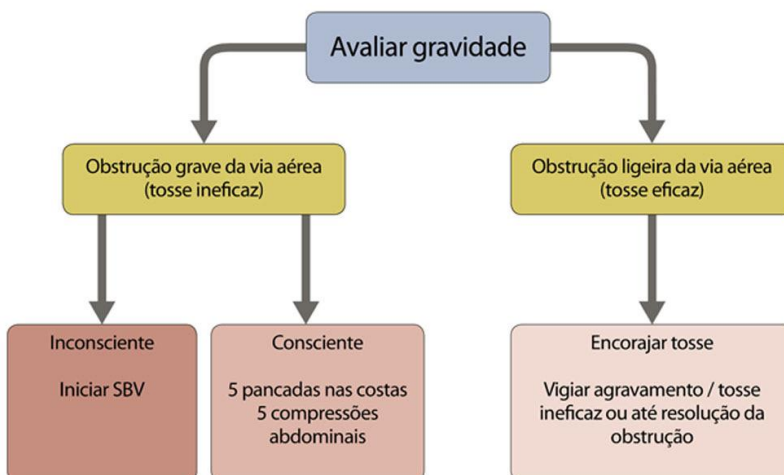 Avaliar gravidade
Obstrução grave da via aérea
(tosse ineficaz)
Obstrução ligeira da via aérea
(tosse eficaz)
Inconsciente
Iniciar SBV
Consciente
5 pancadas nas costas
5 compressões
abdominais
Encorajar tosse
Vigiar agravamento / tosse
ineficaz ou até resolução da
obstrução